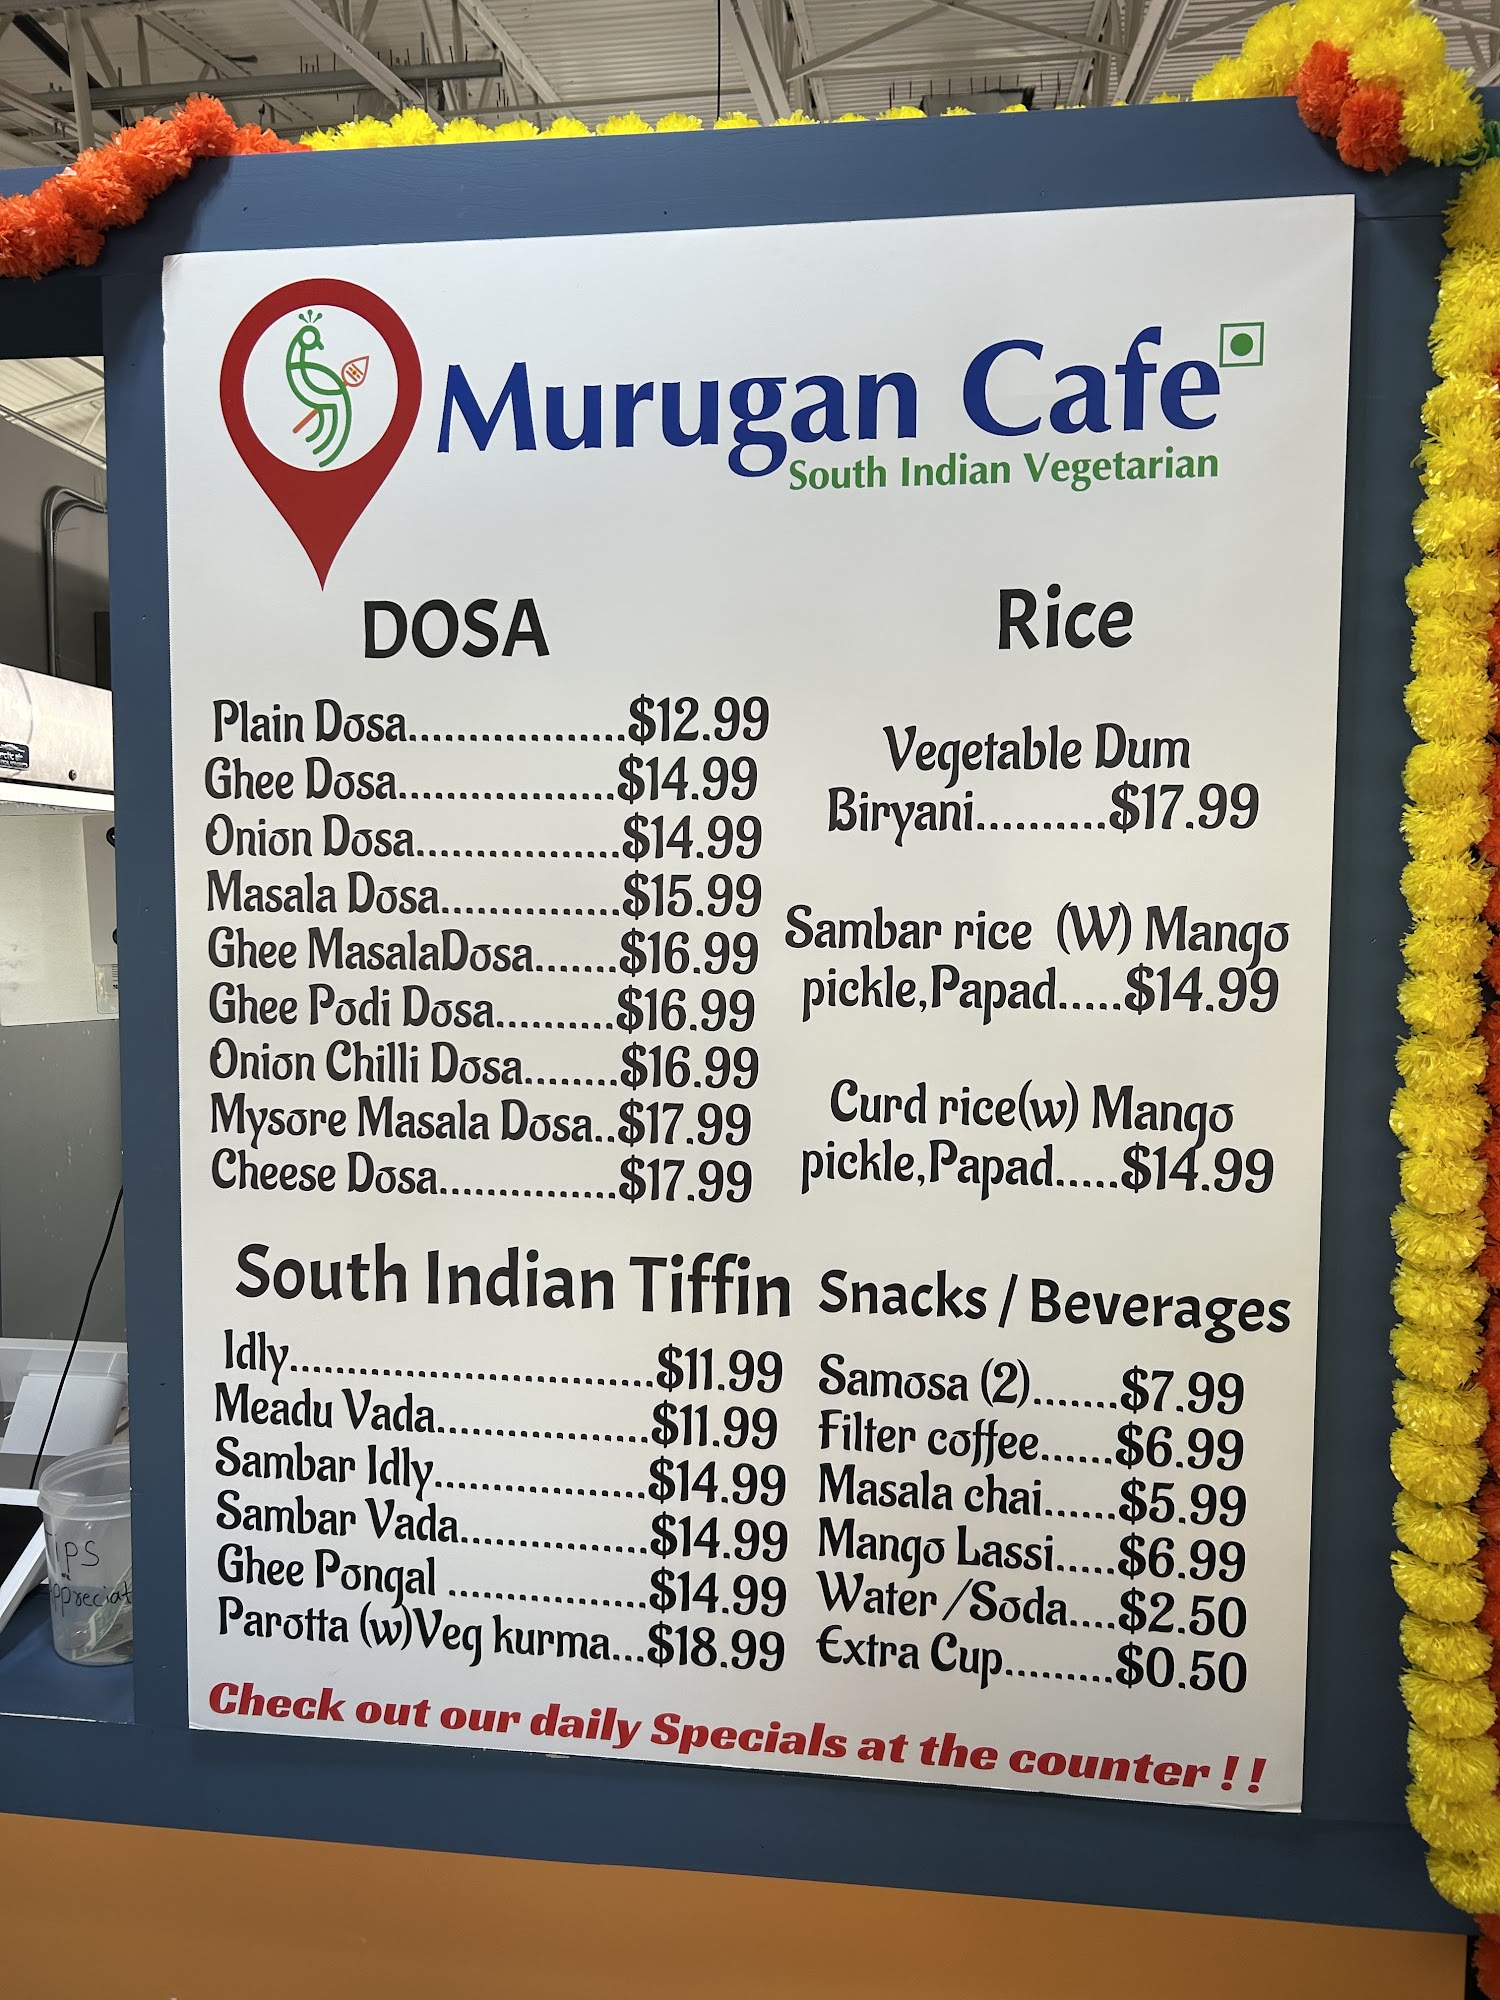 Murugan Cafe
South Indian Vegetarian
DOSA
Plain Dosa..................$12.99
Ghee Dosa..................$14.99
Onion Dosa.................$14.99
Masala Dosa...............$15.99
Ghee MasalaDosa.......$16.99
Ghee Podi Dosa..........$16.99
Onion Chilli Dosa........$16.99
Mysore Masala Dosa..$17.99
Cheese Dosa...............$17.99
Rice
Vegetable Dum
Biryani..........$17.99
Sambar rice (W) Mango
pickle,Papad.....$14.99
Curd rice(w) Mango
pickle,Papad.....$14.99
South Indian Tiffin
Idly...............................$11.99
Meadu Vada..................$11.99
Sambar Idly..................$14.99
Sambar Vada................$14.99
Ghee Pongal .................$14.99
Parotta (w)Veg kurma...$18.99
Snacks / Beverages
Samosa (2).......$7.99
Filter coffee......$6.99
Masala chai......$5.99
Mango Lassi.....$6.99
Water /Soda....$2.50
Extra Cup.........$0.50
Check out our daily Specials at the counter ! !
TIPS